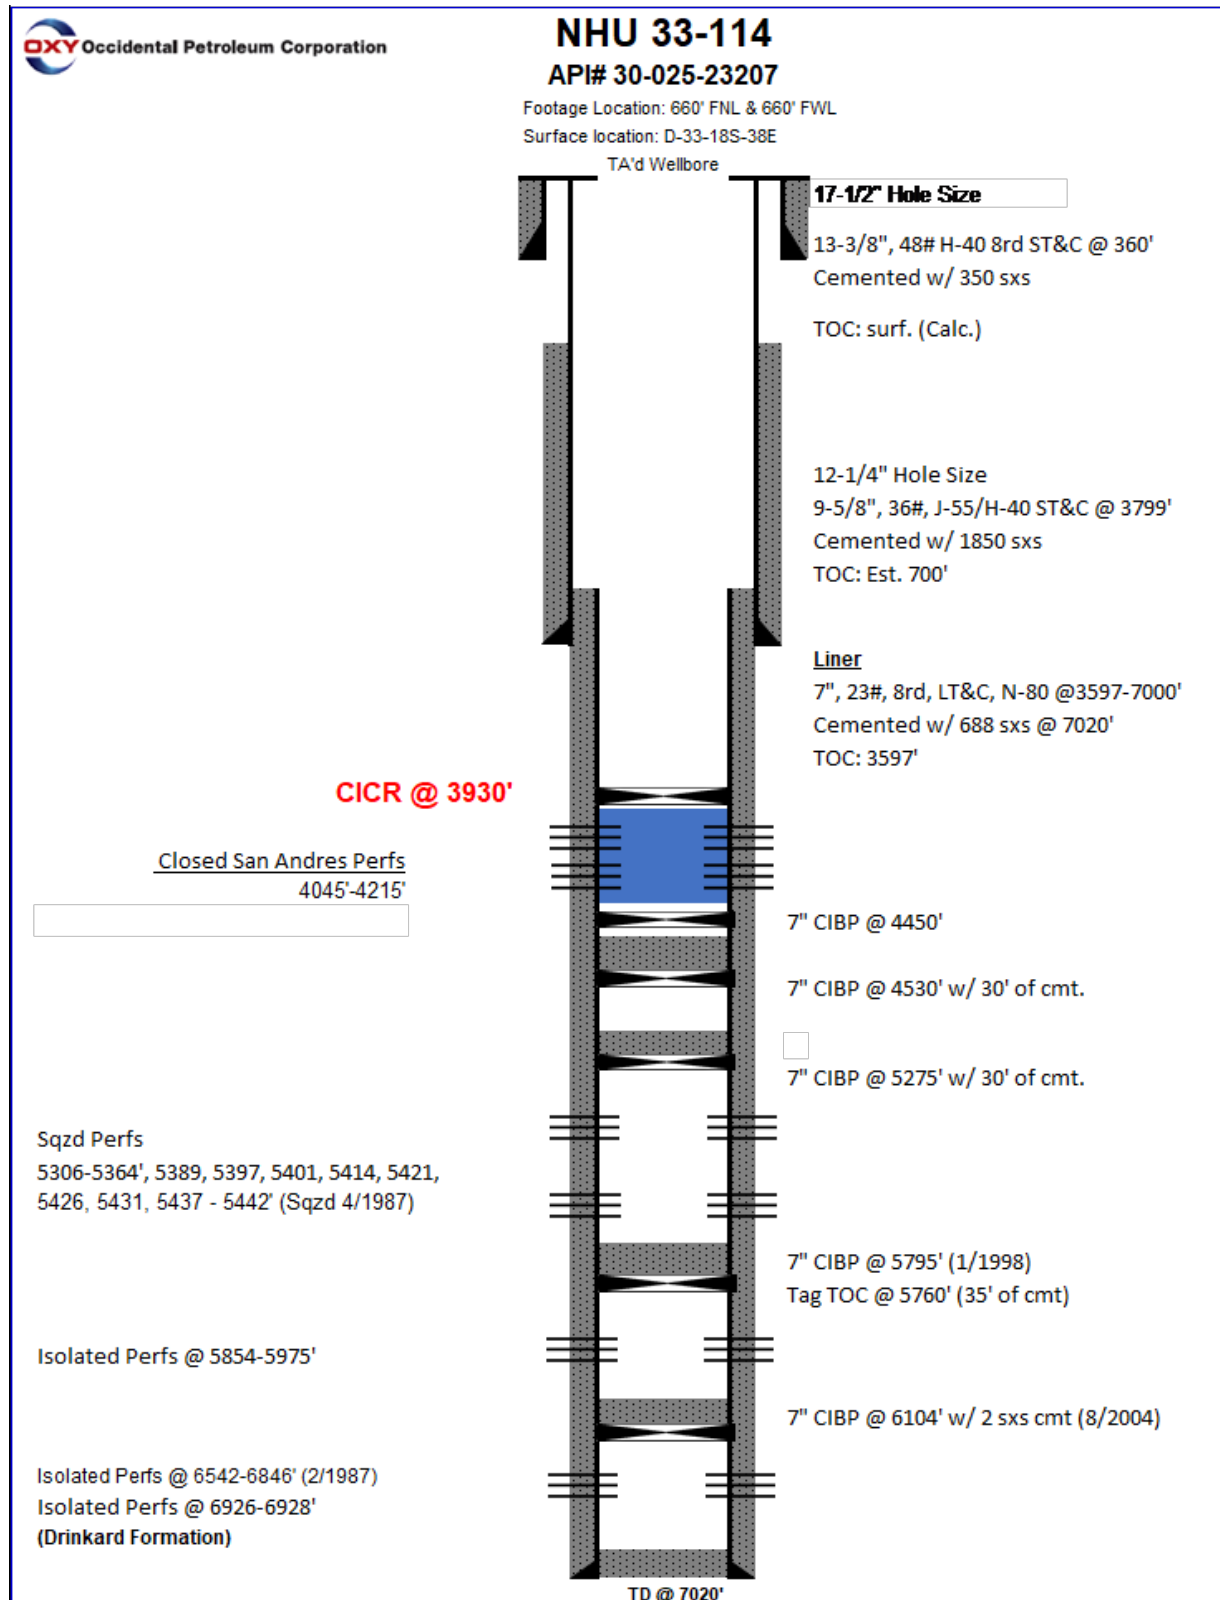 OXY Occidental Petroleum Corporation
NHU 33-114
API# 30-025-23207
Footage Location: 660' FNL & 660' FWL
Surface location: D-33-18S-38E
TA'd Wellbore
17-1/2" Hole Size
13-3/8", 48# H-40 8rd ST&C @ 360'
Cemented w/ 350 sxs
TOC: surf. (Calc.)
12-1/4" Hole Size
9-5/8", 36#, J-55/H-40 ST&C @ 3799'
Cemented w/ 1850 sxs
TOC: Est. 700'
Liner
7", 23#, 8rd, LT&C, N-80 @3597-7000'
Cemented w/ 688 sxs @ 7020'
TOC: 3597'
CICR @ 3930'
Closed San Andres Perfs
4045'-4215'
7" CIBP @ 4450'
7" CIBP @ 4530' w/ 30' of cmt.
7" CIBP @ 5275' w/ 30' of cmt.
Sqzd Perfs
5306-5364', 5389, 5397, 5401, 5414, 5421,
5426, 5431, 5437 - 5442' (Sqzd 4/1987)
7" CIBP @ 5795' (1/1998)
Tag TOC @ 5760' (35' of cmt)
Isolated Perfs @ 5854-5975'
7" CIBP @ 6104' w/ 2 sxs cmt (8/2004)
Isolated Perfs @ 6542-6846' (2/1987)
Isolated Perfs @ 6926-6928'
(Drinkard Formation)
TD @ 7020'